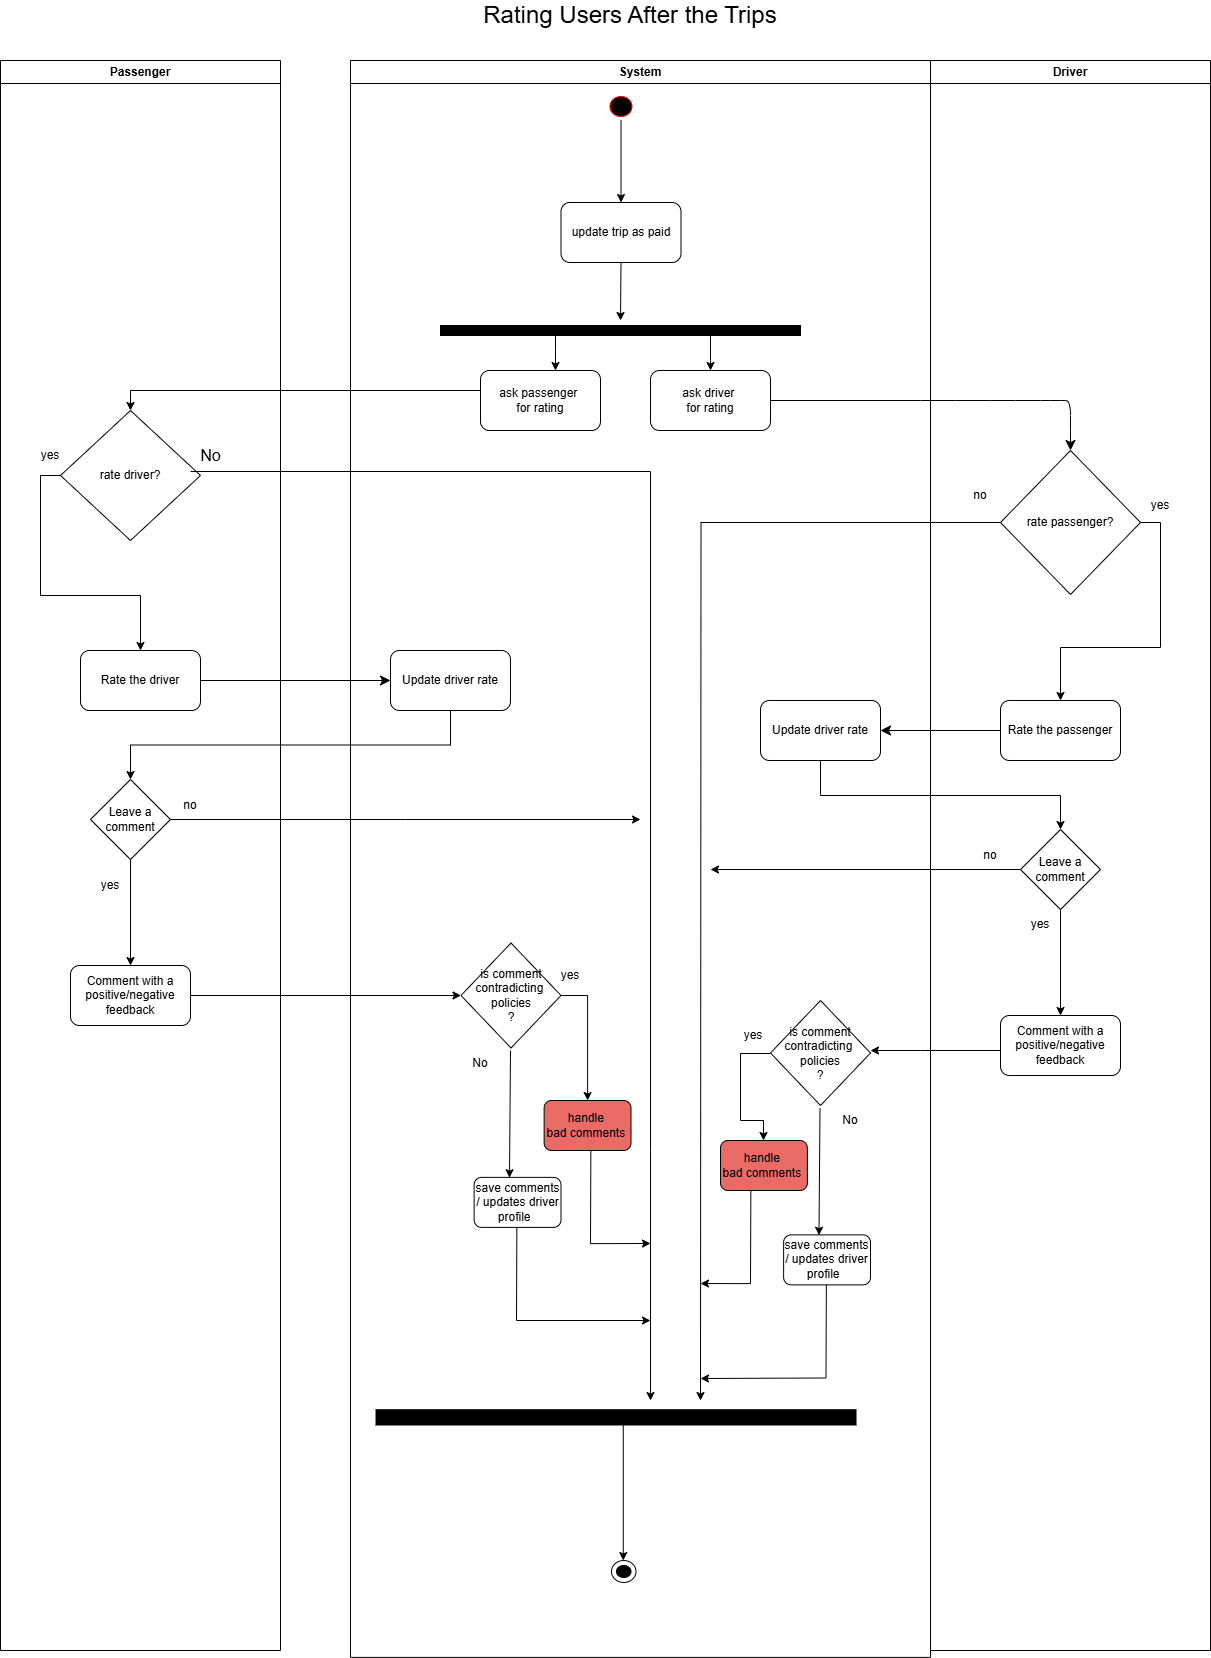 Rating Users After the Trips
Passenger
System
Driver
update trip as paid
ask passenger
for rating
ask driver
for rating
yes
No
rate driver?
no
yes
rate passenger?
Rate the driver
Update driver rate
Update driver rate
Rate the passenger
Leave a
comment
no
yes
no
Leave a
comment
yes
Comment with a
positive/negative
feedback
is comment
contradicting
policies
?
yes
No
handle
bad comments
save comments
/ updates driver
profile
Comment with a
positive/negative
feedback
is comment
contradicting
policies
?
yes
No
handle
bad comments
save comments
/ updates driver
profile